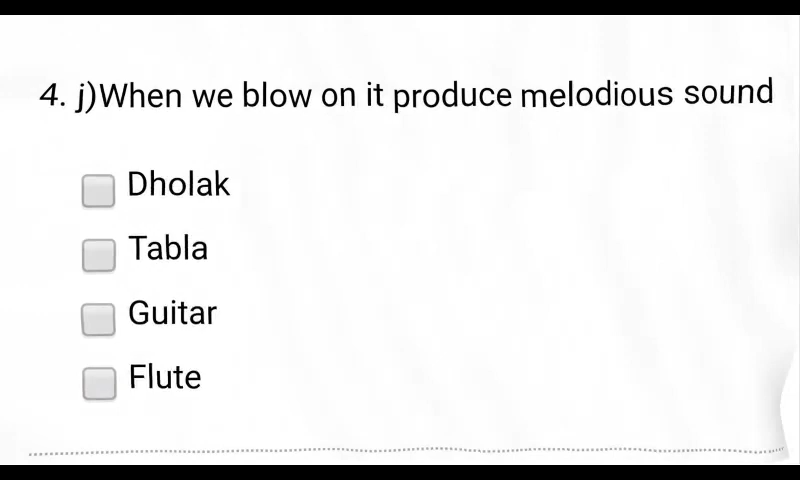 4. j)When we blow on it produce melodious sound
Dholak
Tabla
Guitar
Flute